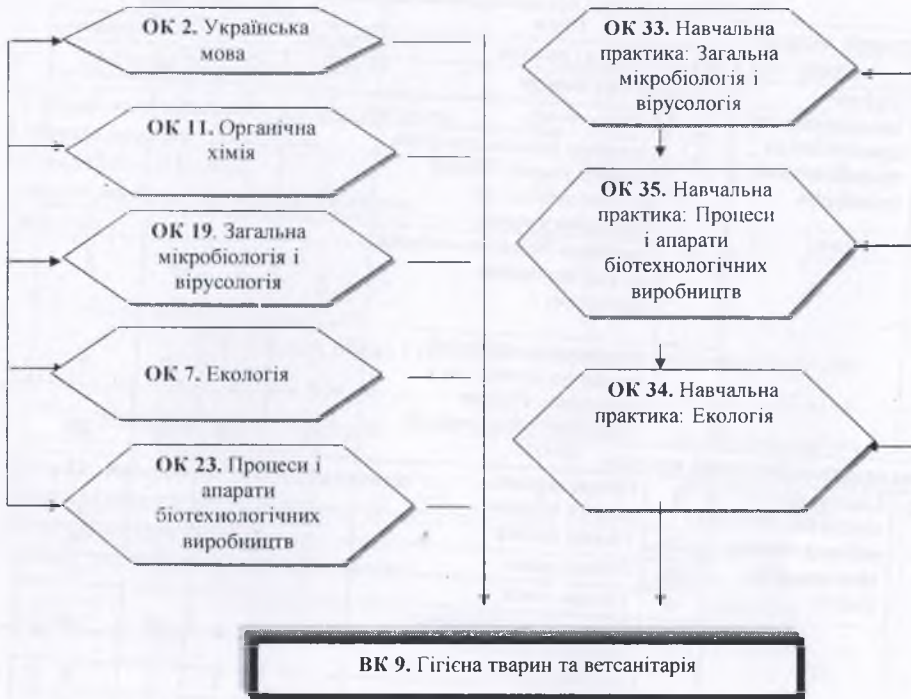 ОК 2. Українська
мова
ОК 11. Органічна
хімія
ОК 19. Загальна
мікробіологія і
вірусологія
ОК 7. Екологія
ОК 23. Процеси і
апарати
біотехнологічних
виробництв
ОК 33. Навчальна
практика: Загальна
мікробіологія і
вірусологія
ОК 35. Навчальна
практика: Процеси
і апарати
біотехнологічних
виробництв
ОК 34. Навчальна
практика: Екологія
ВК 9. Гігієна тварин та ветсанітарія